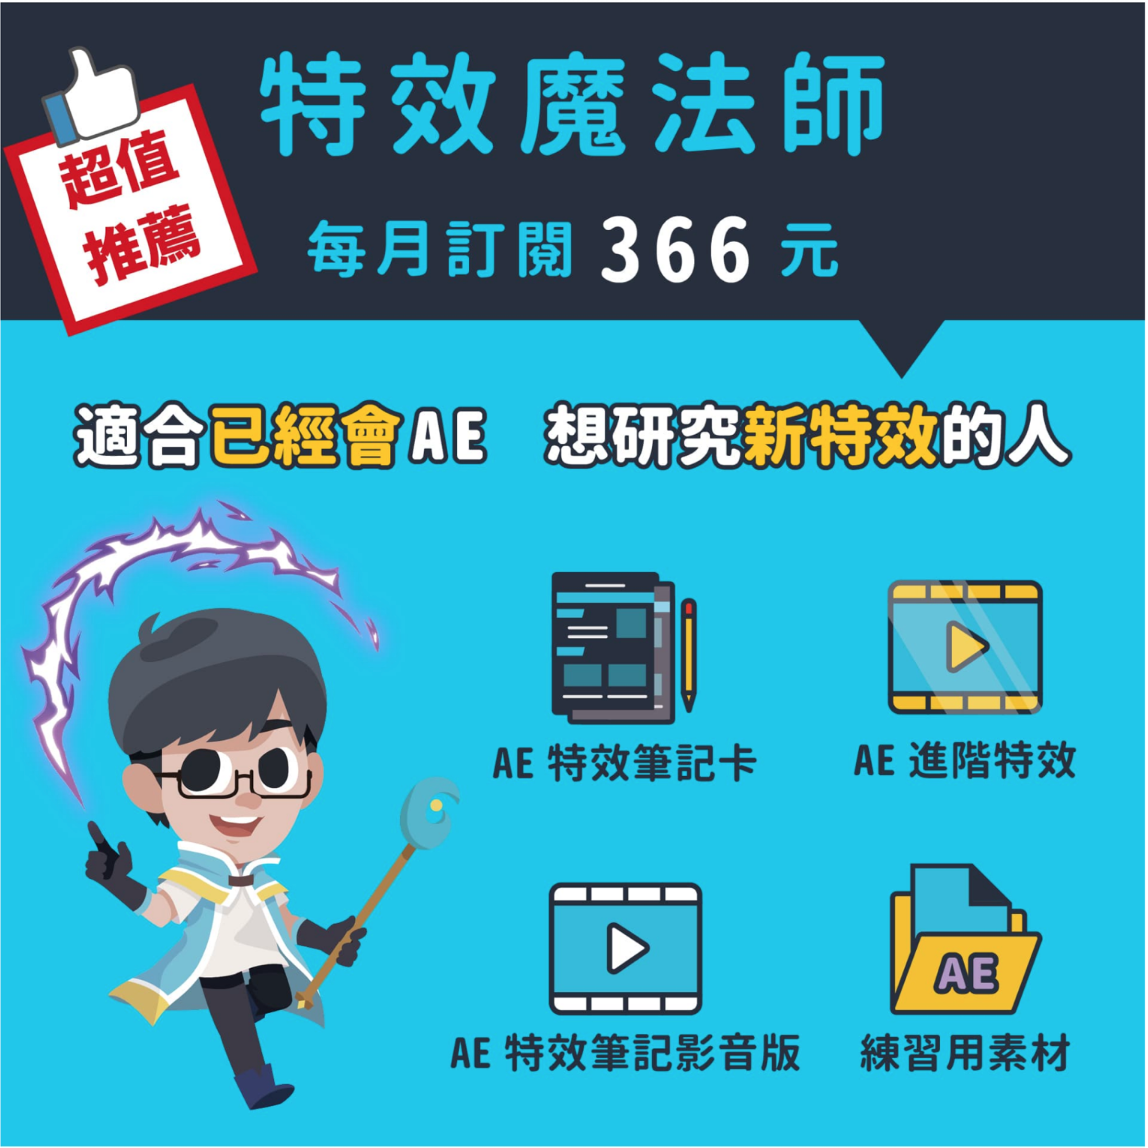 特效魔法師
超值
推薦
每月訂閱 366 元
適合已經會AE 想研究新特效的人
AE 特效筆記卡
AE 進階特效
AE
AE 特效筆記影音版
練習用素材